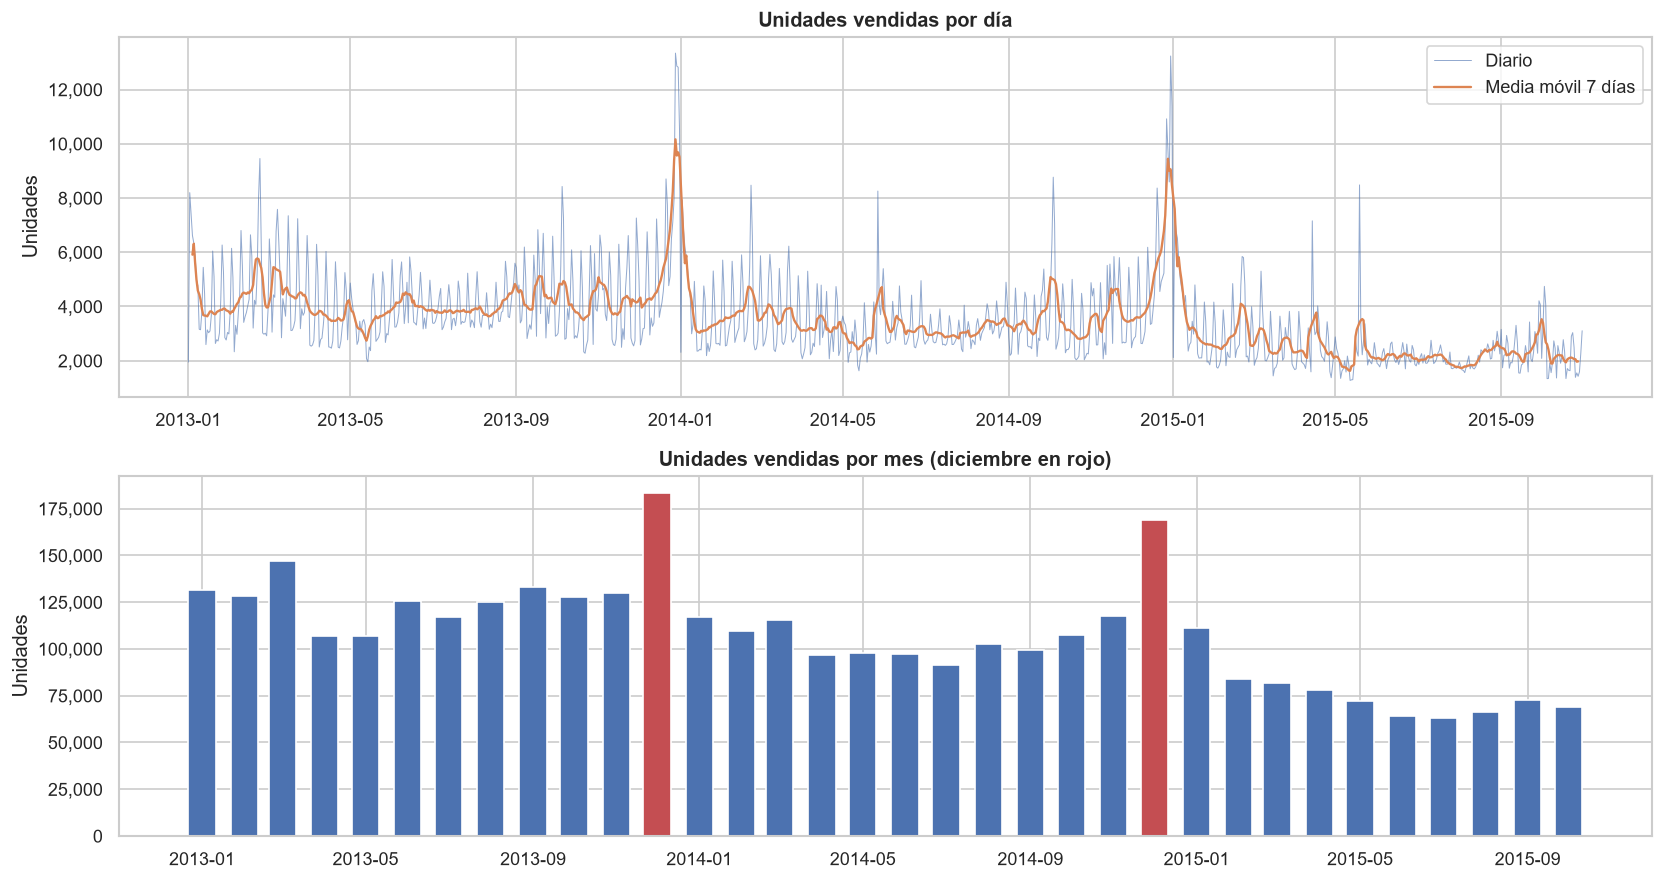 Unidades vendidas por día
Unidades
12,000
10,000
8,000
6,000
4,000
2,000
Diario
Media móvil 7 días
2013-01 2013-05 2013-09 2014-01 2014-05 2014-09 2015-01 2015-05 2015-09
Unidades vendidas por mes (diciembre en rojo)
Unidades
175,000
150,000
125,000
100,000
75,000
50,000
25,000
0
2013-01 2013-05 2013-09 2014-01 2014-05 2014-09 2015-01 2015-05 2015-09